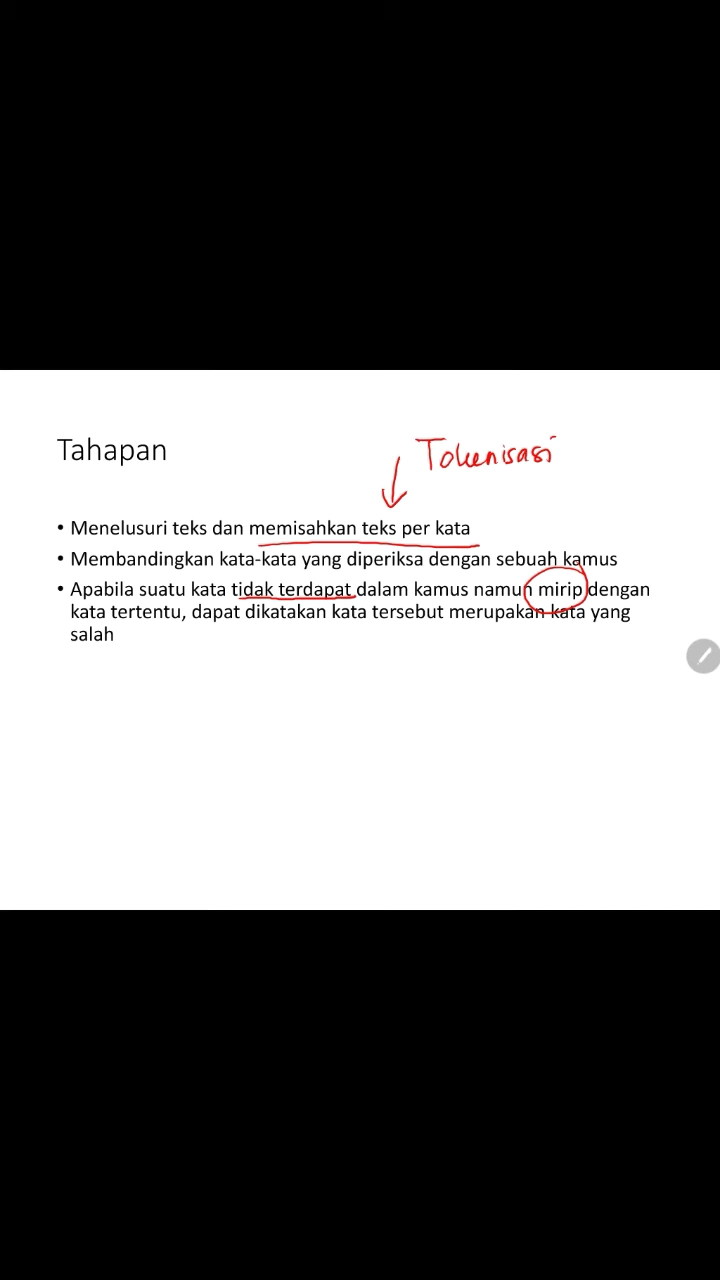 Tahapan
Tokenisasi
• Menelusuri teks dan memisahkan teks per kata
• Membandingkan kata-kata yang diperiksa dengan sebuah kamus
• Apabila suatu kata tidak terdapat dalam kamus namun mirip dengan
kata tertentu, dapat dikatakan kata tersebut merupakan kata yang
salah